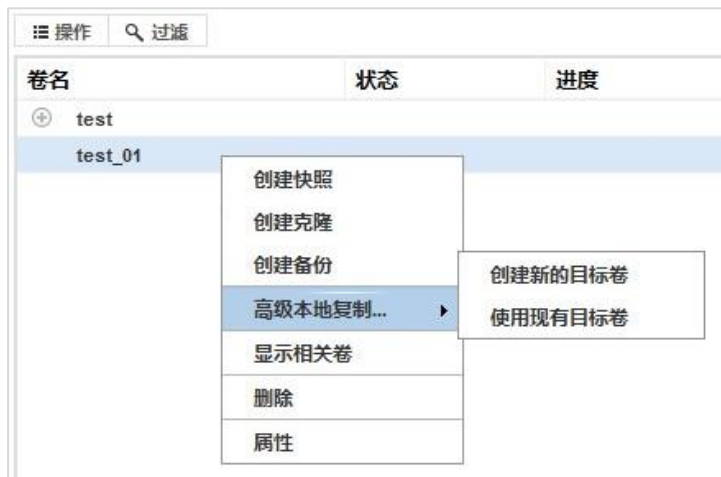 操作 过滤
卷名 状态 进度
test
test_01
创建快照
创建克隆
创建备份
高级本地复制...
创建新的目标卷
使用现有目标卷
显示相关卷
删除
属性